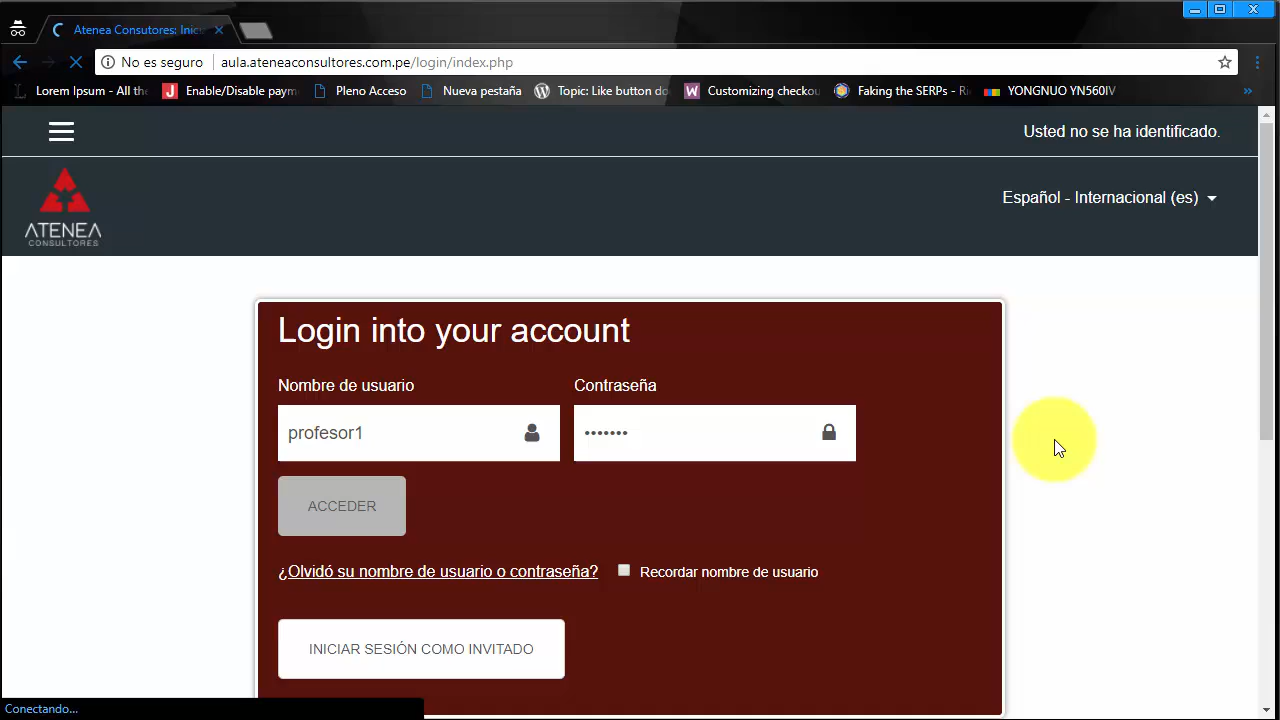 Atenea Consutores: Inic
No es seguro aula.ateneaconsultores.com.pe/login/index.php
Lorem Ipsum - All the Enable/Disable paym Pleno Acceso Nueva pestaña Topic: Like button do Customizing checkou Faking the SERPs - Ri YONGNUO YN560IV
Usted no se ha identificado.
ATENEA
CONSULTORES
Español - Internacional (es)
Login into your account
Nombre de usuario Contraseña
profesor1 •••••••
ACCEDER
¿Olvidó su nombre de usuario o contraseña? Recordar nombre de usuario
INICIAR SESIÓN COMO INVITADO
Conectando...